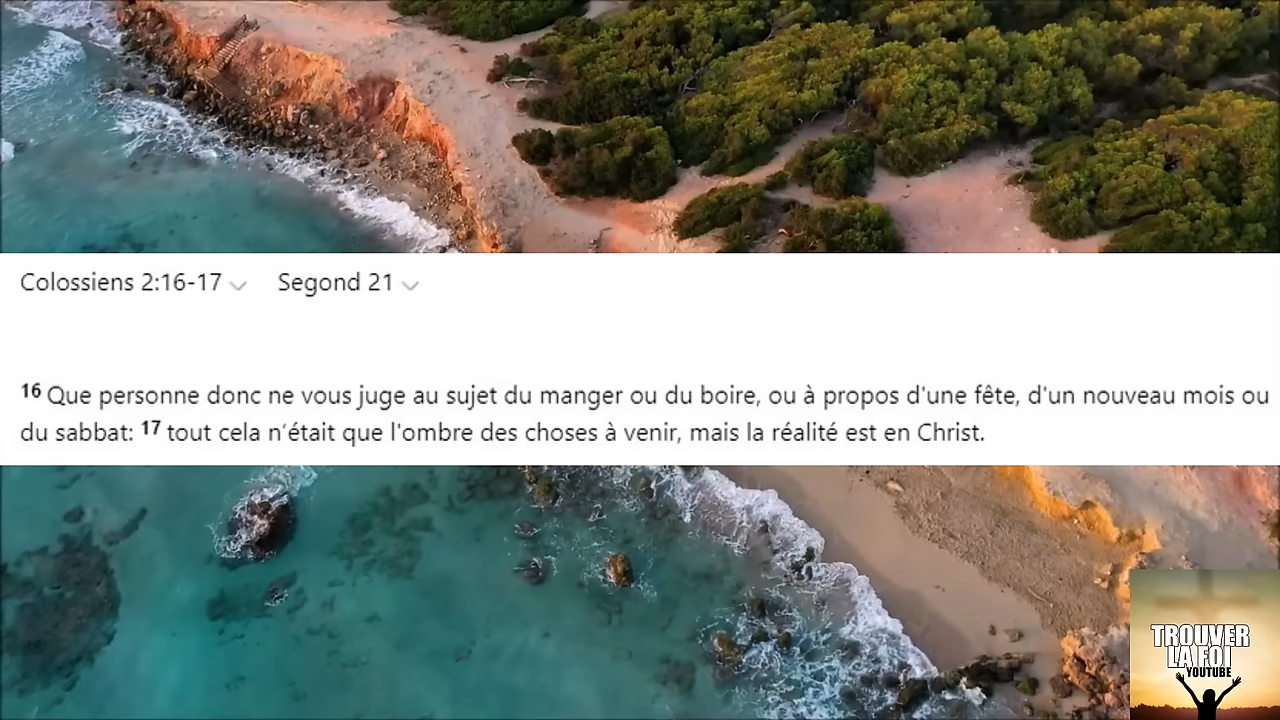 Colossiens 2:16-17 Segond 21
16 Que personne donc ne vous juge au sujet du manger ou du boire, ou à propos d'une fête, d'un nouveau mois ou
du sabbat: 17 tout cela n’était que l'ombre des choses à venir, mais la réalité est en Christ.
TROUVER
LA FOI
YOUTUBE